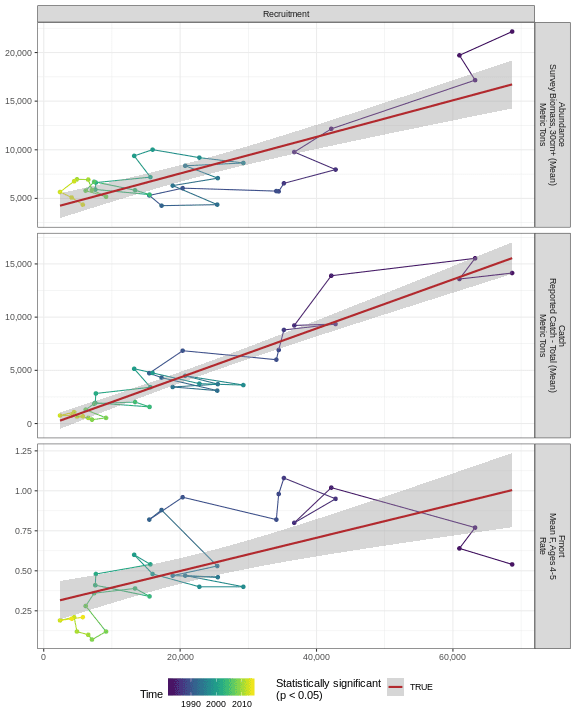 Recruitment
20,000
15,000
10,000
5,000
Abundance
Survey Biomass, 30cm+ (Mean)
Metric Tons
15,000
10,000
5,000
0
Catch
Reported Catch - Total (Mean)
Metric Tons
1.25
1.00
0.75
0.50
0.25
Fmort
Mean F, Ages 4-5
Rate
0
20,000
40,000
60,000
Time
1990 2000 2010
Statistically significant
(p < 0.05)
TRUE